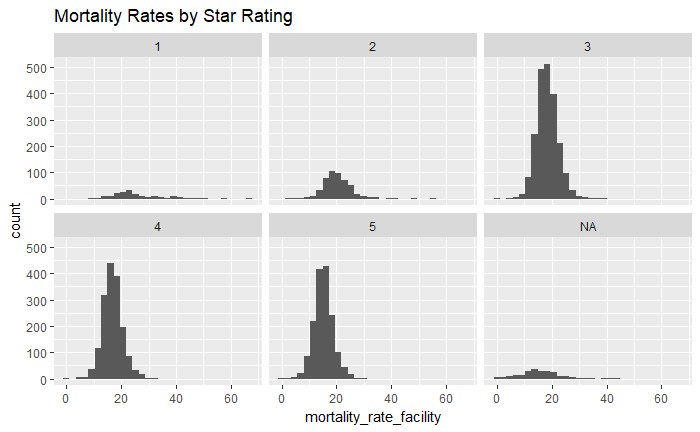 Mortality Rates by Star Rating
1 2 3
500
400
300
200
100
0
4 5 NA
500
400
300
200
100
0
0 20 40 60 0 20 40 60 0 20 40 60
count
mortality_rate_facility